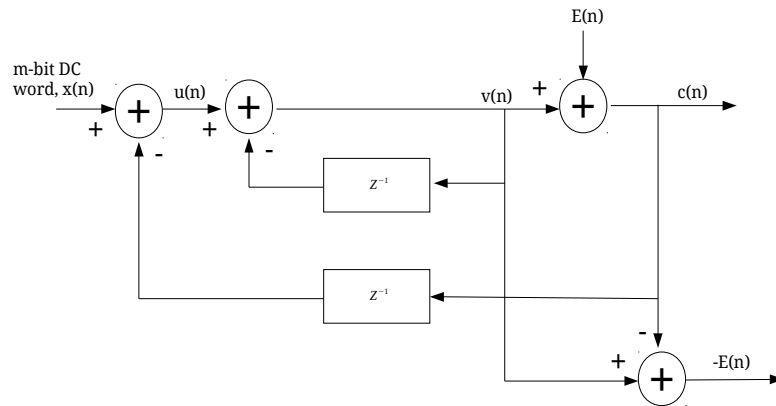 E(n)
m-bit DC
word, x(n)
u(n)
v(n)
c(n)
+
+
+
+
+
+
-
-
Z⁻¹
Z⁻¹
-
+
+
-E(n)